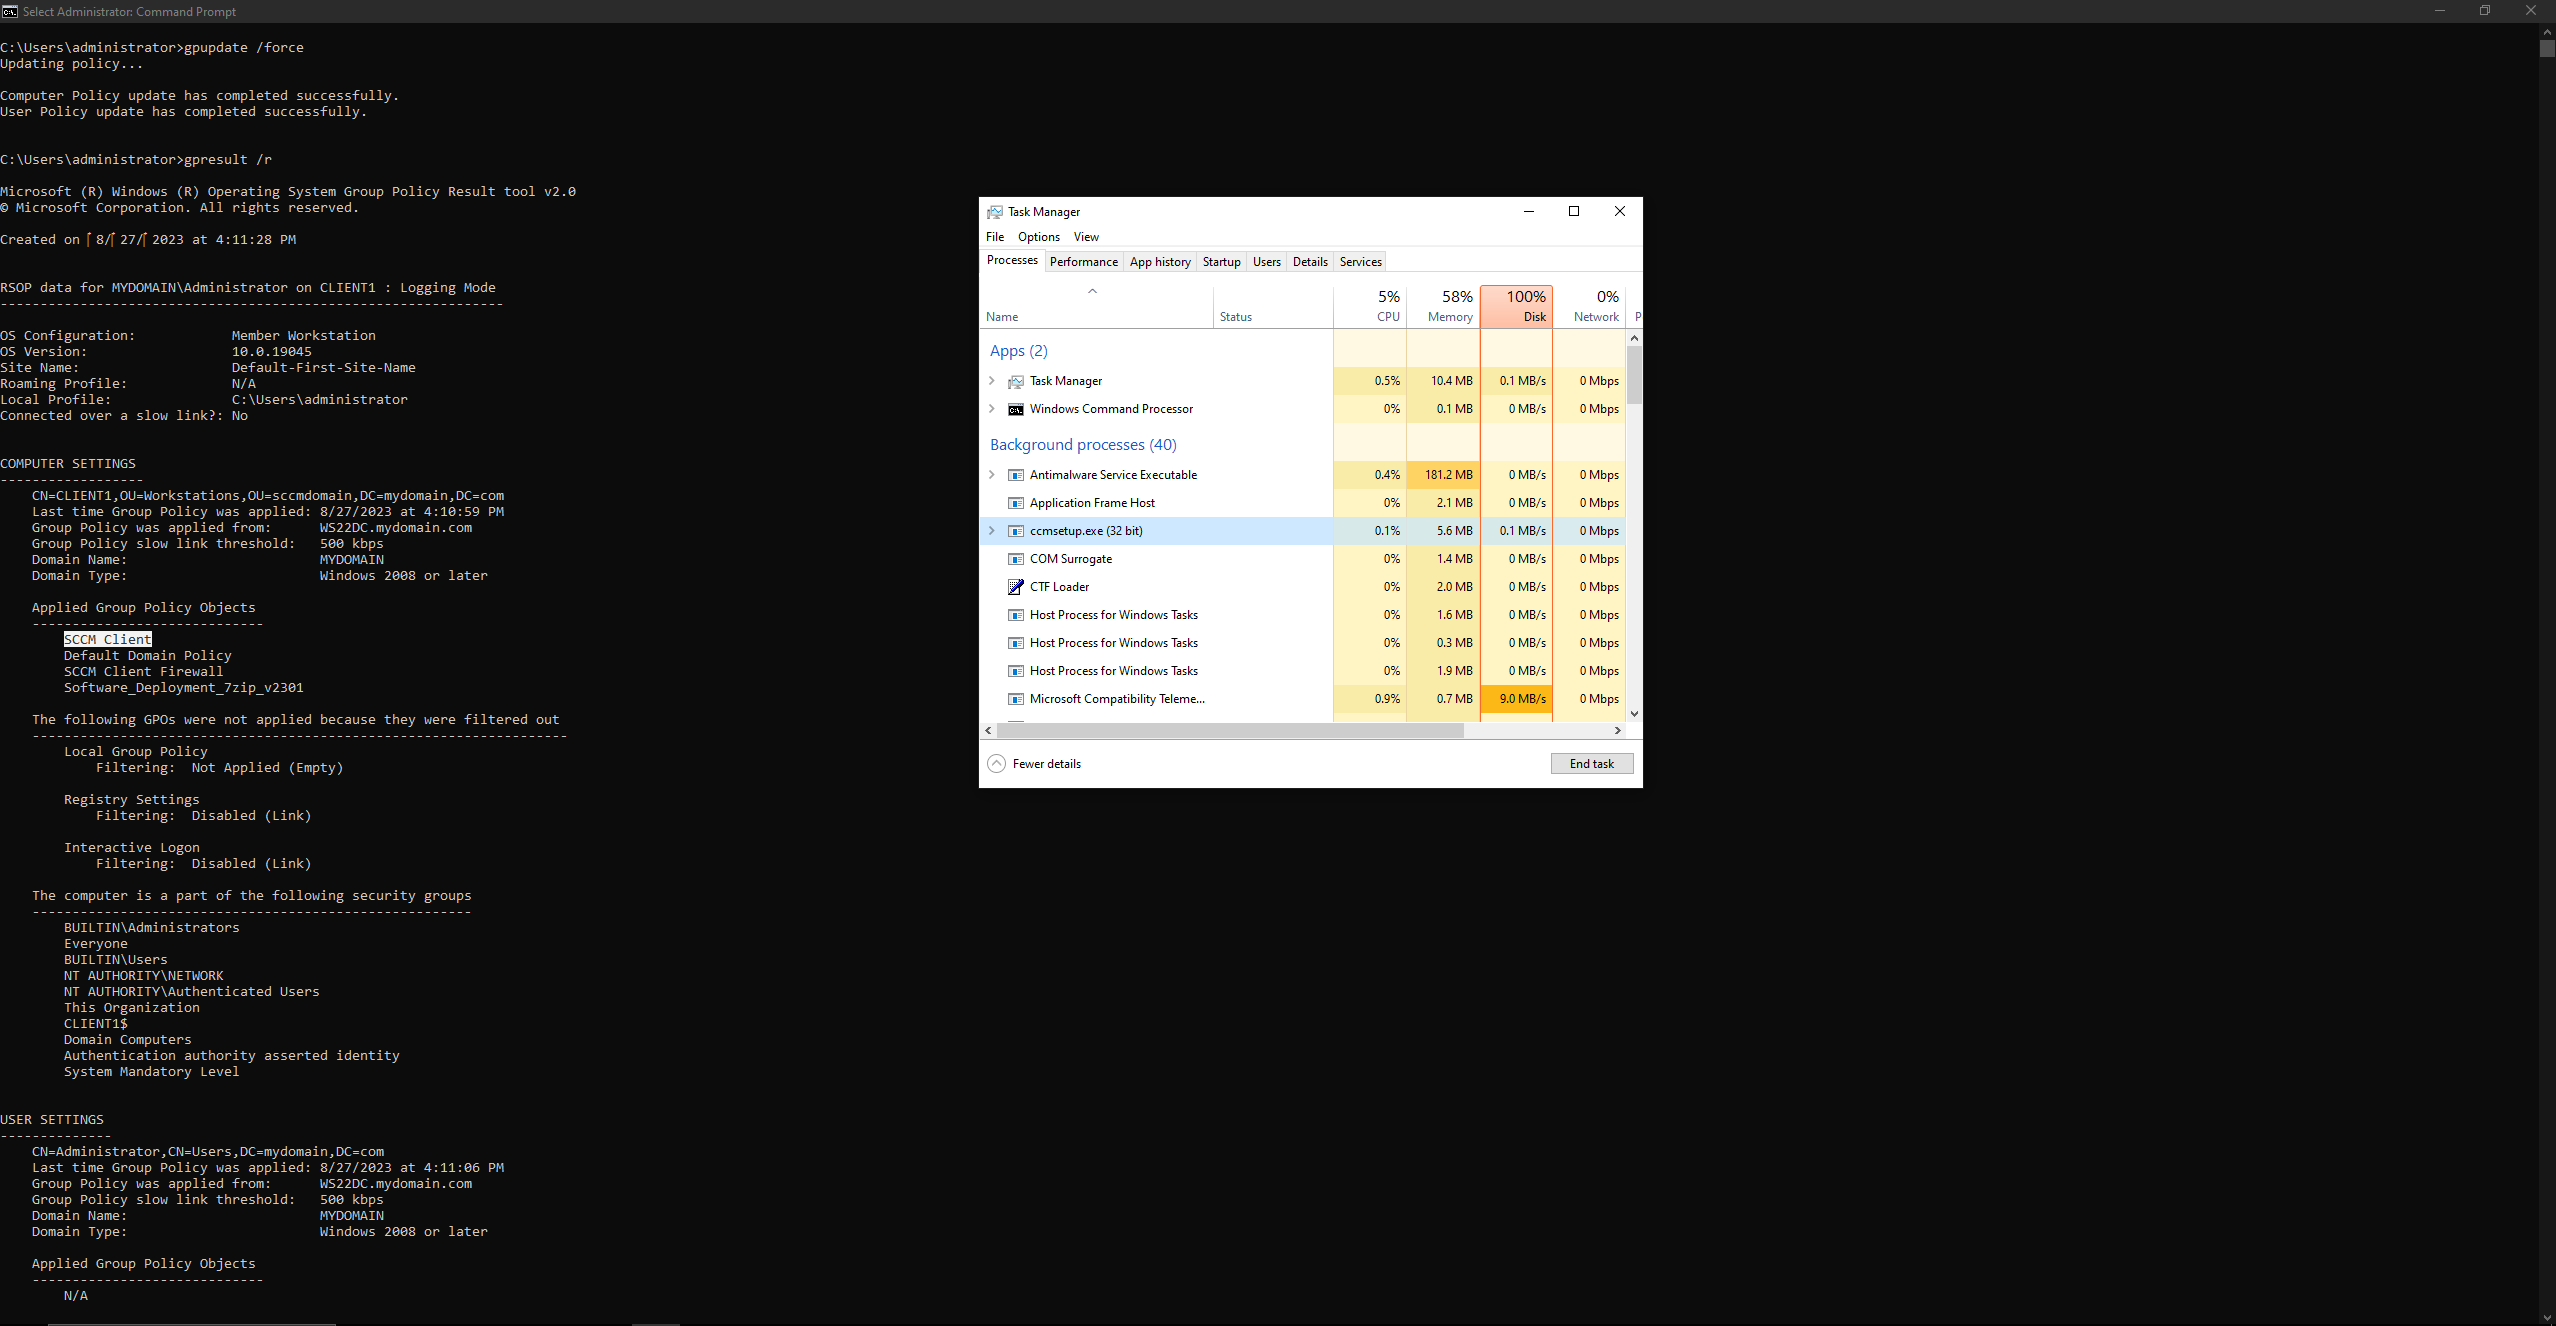 Select Administrator: Command Prompt
C:\Users\administrator>gpupdate /force
Updating policy...
Computer Policy update has completed successfully.
User Policy update has completed successfully.
C:\Users\administrator>gpresult /r
Microsoft (R) Windows (R) Operating System Group Policy Result tool v2.0
© Microsoft Corporation. All rights reserved.
Created on 8/ 27/ 2023 at 4:11:28 PM
RSOP data for MYDOMAIN\Administrator on CLIENT1 : Logging Mode
---------------------------------------------------------------
OS Configuration: Member Workstation
OS Version: 10.0.19045
Site Name: Default-First-Site-Name
Roaming Profile: N/A
Local Profile: C:\Users\administrator
Connected over a slow link?: No
COMPUTER SETTINGS
------------------
CN=CLIENT1,OU=Workstations,OU=sccmdomain,DC=mydomain,DC=com
Last time Group Policy was applied: 8/27/2023 at 4:10:59 PM
Group Policy was applied from: WS22DC.mydomain.com
Group Policy slow link threshold: 500 kbps
Domain Name: MYDOMAIN
Domain Type: Windows 2008 or later
Applied Group Policy Objects
-----------------------------
SCCM Client
Default Domain Policy
SCCM Client Firewall
Software_Deployment_7zip_v2301
The following GPOs were not applied because they were filtered out
-------------------------------------------------------------------
Local Group Policy
Filtering: Not Applied (Empty)
Registry Settings
Filtering: Disabled (Link)
Interactive Logon
Filtering: Disabled (Link)
The computer is a part of the following security groups
-------------------------------------------------------
BUILTIN\Administrators
Everyone
BUILTIN\Users
NT AUTHORITY\NETWORK
NT AUTHORITY\Authenticated Users
This Organization
CLIENT1$
Domain Computers
Authentication authority asserted identity
System Mandatory Level
USER SETTINGS
--------------
CN=Administrator,CN=Users,DC=mydomain,DC=com
Last time Group Policy was applied: 8/27/2023 at 4:11:06 PM
Group Policy was applied from: WS22DC.mydomain.com
Group Policy slow link threshold: 500 kbps
Domain Name: MYDOMAIN
Domain Type: Windows 2008 or later
Applied Group Policy Objects
-----------------------------
N/A
Task Manager
File Options View
Processes Performance App history Startup Users Details Services
5% 58% 100% 0%
Name Status CPU Memory Disk Network P
Apps (2)
Task Manager 0.5% 10.4 MB 0.1 MB/s 0 Mbps
Windows Command Processor 0% 0.1 MB 0 MB/s 0 Mbps
Background processes (40)
Antimalware Service Executable 0.4% 181.2 MB 0 MB/s 0 Mbps
Application Frame Host 0% 2.1 MB 0 MB/s 0 Mbps
ccmsetup.exe (32 bit) 0.1% 5.6 MB 0.1 MB/s 0 Mbps
COM Surrogate 0% 1.4 MB 0 MB/s 0 Mbps
CTF Loader 0% 2.0 MB 0 MB/s 0 Mbps
Host Process for Windows Tasks 0% 1.6 MB 0 MB/s 0 Mbps
Host Process for Windows Tasks 0% 0.3 MB 0 MB/s 0 Mbps
Host Process for Windows Tasks 0% 1.9 MB 0 MB/s 0 Mbps
Microsoft Compatibility Teleme... 0.9% 0.7 MB 9.0 MB/s 0 Mbps
Fewer details End task